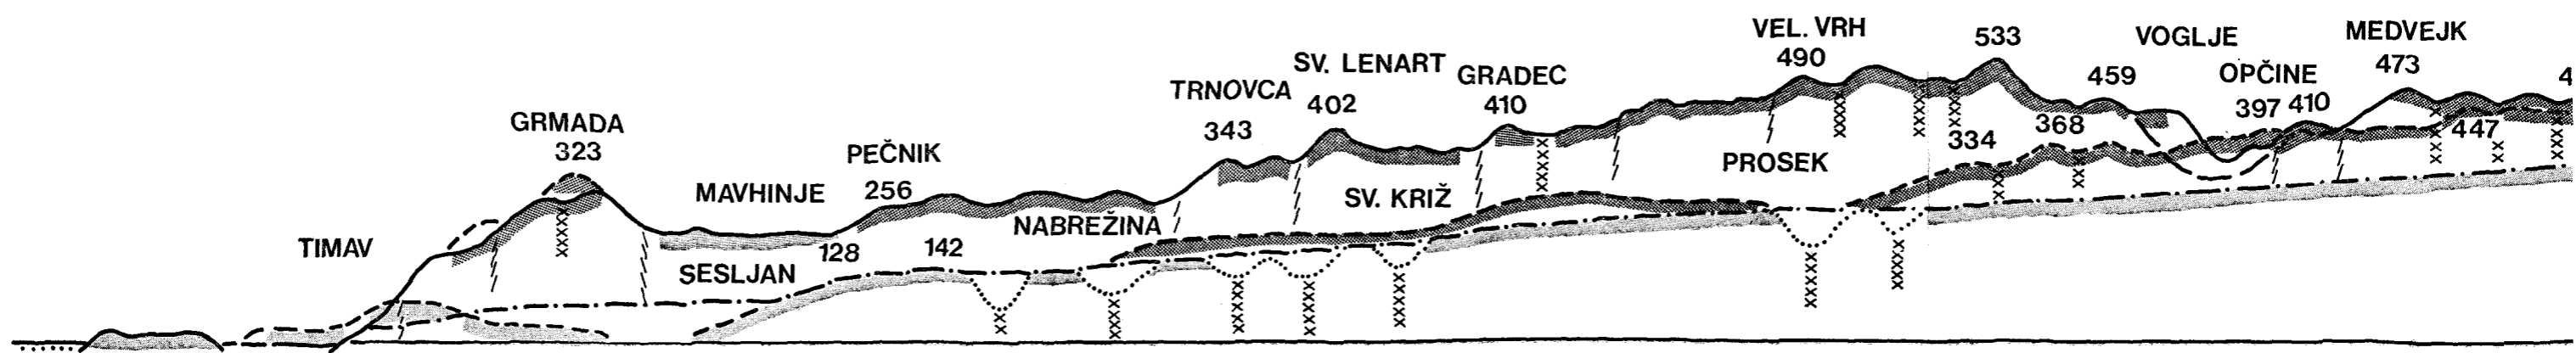 TIMAV
GRMADA
323
MAVHINJE
SESLJAN
128
PEČNIK
256
142
NABREŽINA
TRNOVCA
343
SV. LENART
402
SV. KRIŽ
GRADEC
410
VEL. VRH
490
PROSEK
533
334
368
459
VOGLJE
OPČINE
397 410
MEDVEJK
473
447
4